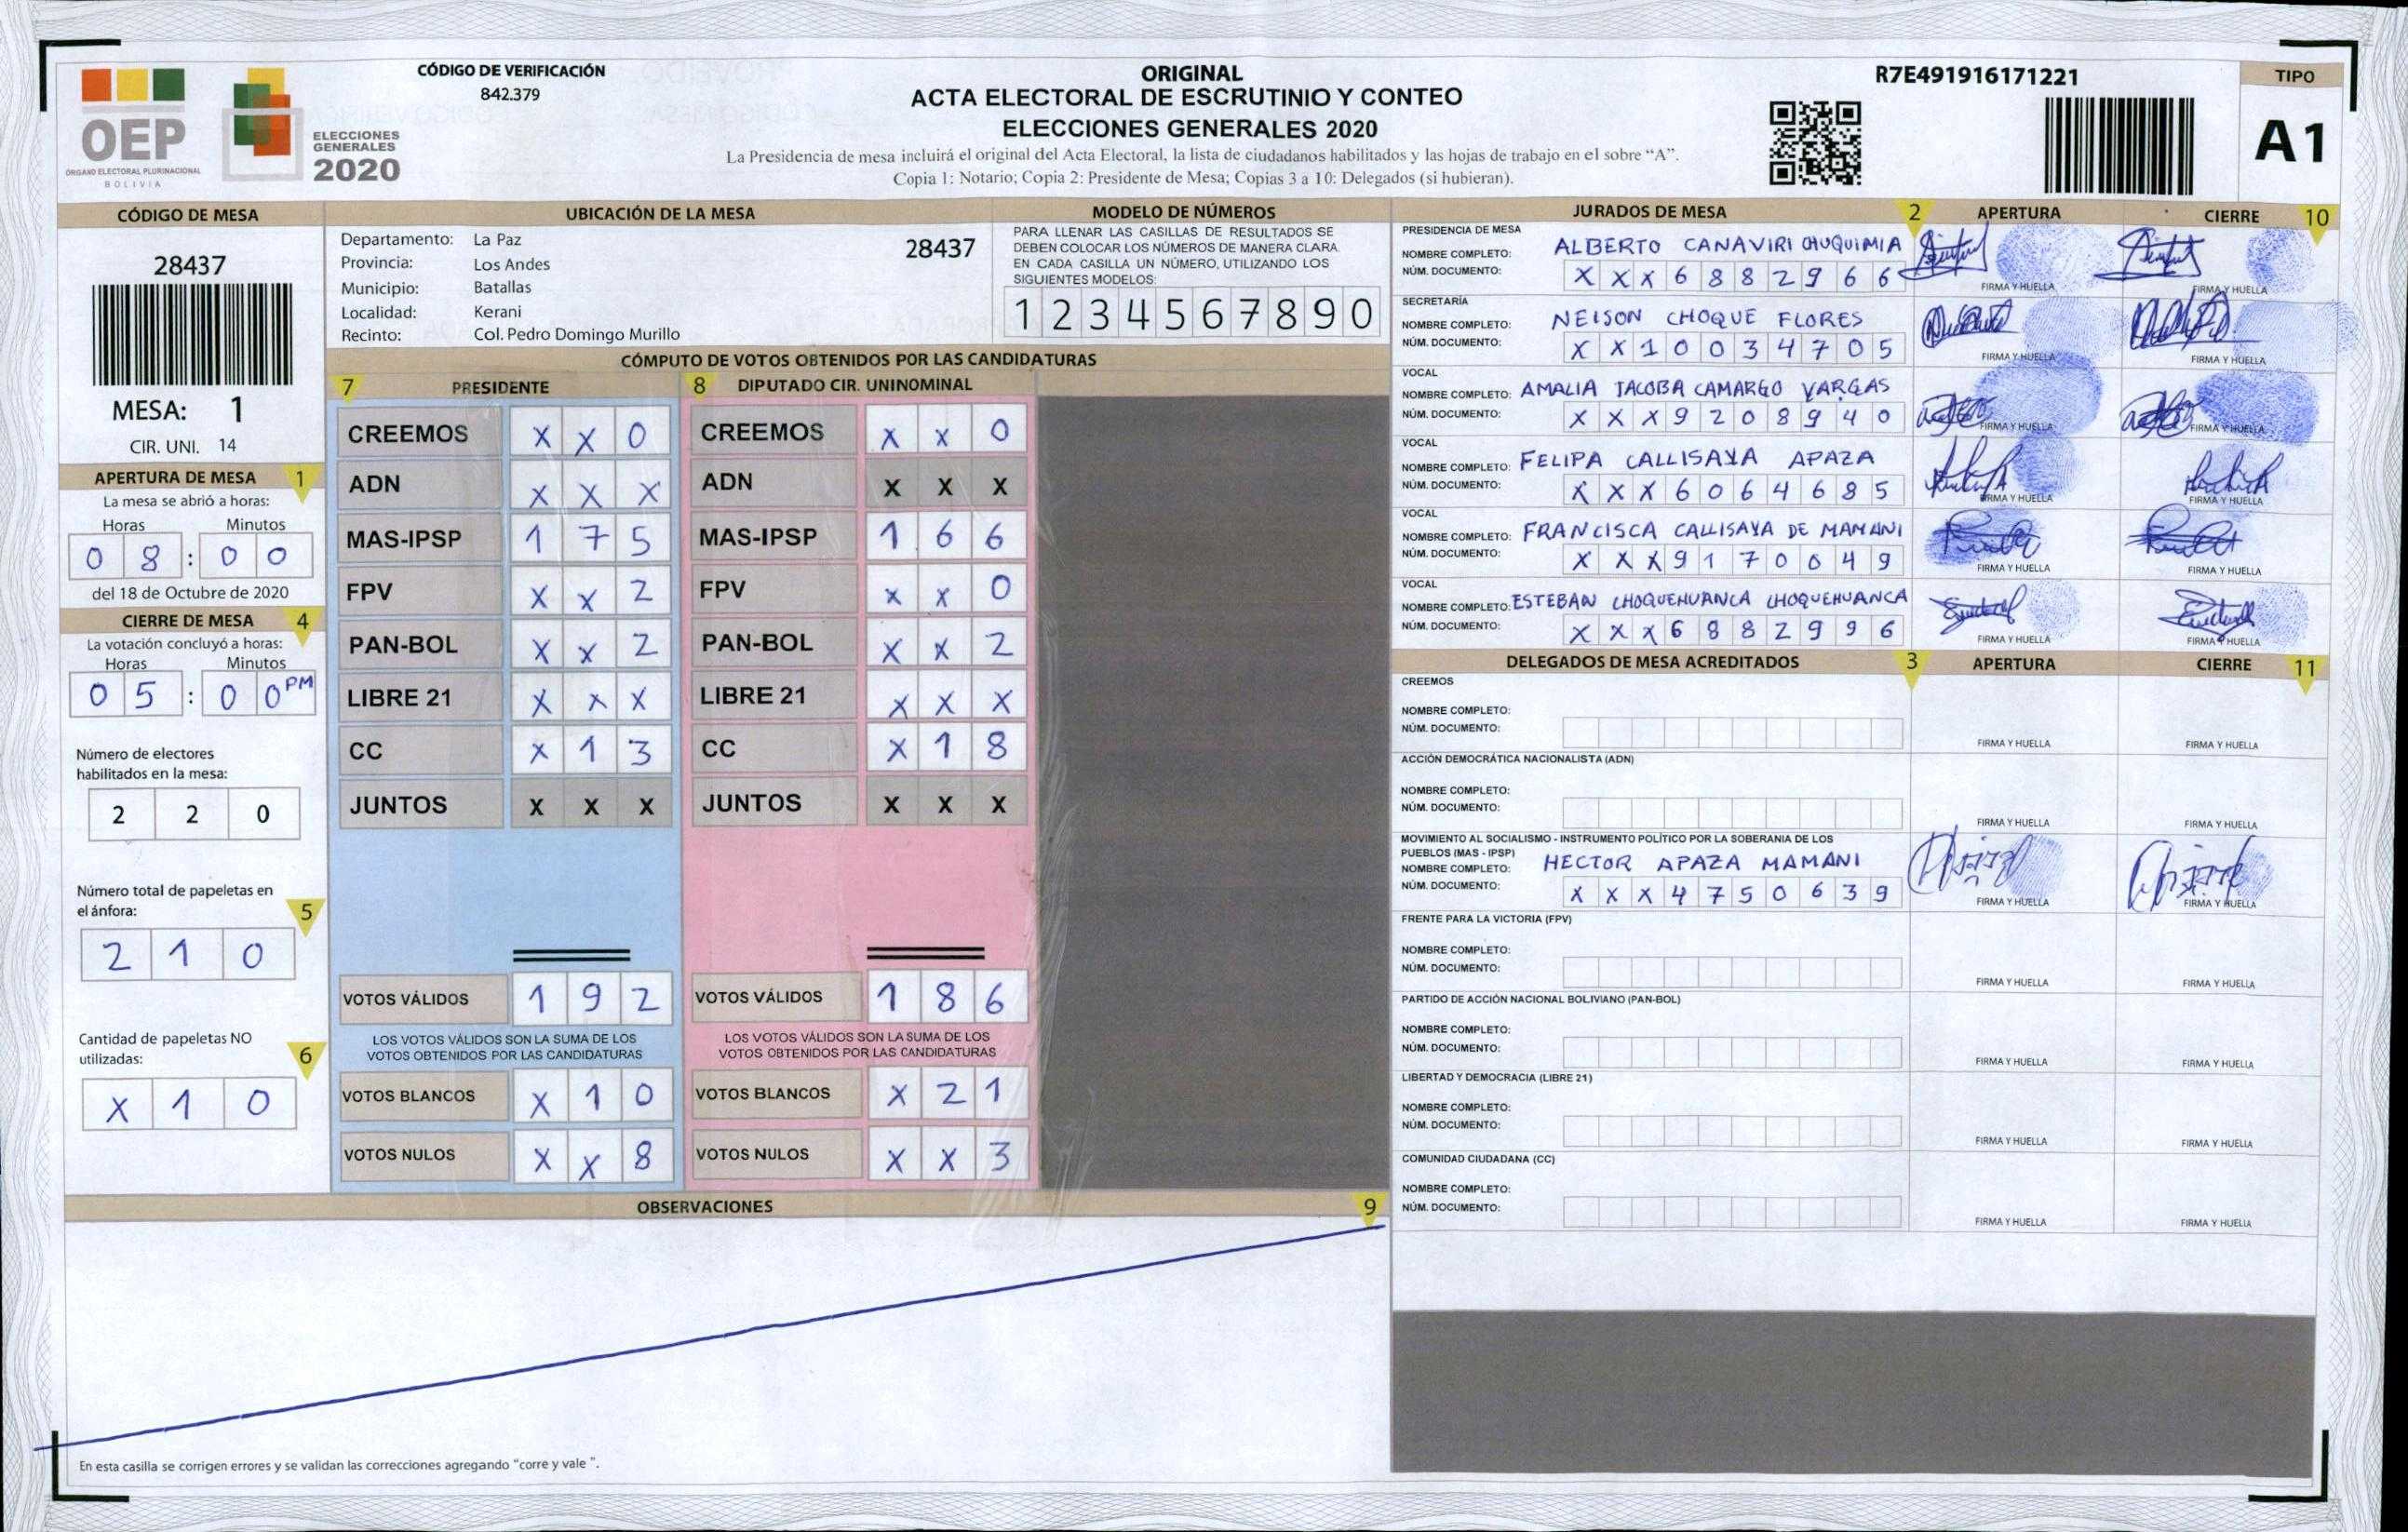 CÓDIGO DE VERIFICACIÓN
842.379
OEP
ÓRGANO ELECTORAL PLURINACIONAL
BOLIVIA
ELECCIONES
GENERALES
2020
ORIGINAL
ACTA ELECTORAL DE ESCRUTINIO Y CONTEO
ELECCIONES GENERALES 2020
La Presidencia de mesa incluirá el original del Acta Electoral, la lista de ciudadanos habilitados y las hojas de trabajo en el sobre “A”.
Copia 1: Notario; Copia 2: Presidente de Mesa; Copias 3 a 10: Delegados (si hubieran).
R7E491916171221
TIPO
A1
CÓDIGO DE MESA
28437
MESA: 1
CIR. UNI. 14
APERTURA DE MESA 1
La mesa se abrió a horas:
Horas Minutos
0 8 : 0 0
del 18 de Octubre de 2020
CIERRE DE MESA 4
La votación concluyó a horas:
Horas Minutos
0 5 : 0 0 PM
Número de electores
habilitados en la mesa:
2 2 0
Número total de papeletas en
el ánfora: 5
2 1 0
Cantidad de papeletas NO
utilizadas: 6
X 1 0
UBICACIÓN DE LA MESA
Departamento: La Paz 28437
Provincia: Los Andes
Municipio: Batallas
Localidad: Kerani
Recinto: Col. Pedro Domingo Murillo
MODELO DE NÚMEROS
PARA LLENAR LAS CASILLAS DE RESULTADOS SE
DEBEN COLOCAR LOS NÚMEROS DE MANERA CLARA.
EN CADA CASILLA UN NÚMERO, UTILIZANDO LOS
SIGUIENTES MODELOS:
1 2 3 4 5 6 7 8 9 0
CÓMPUTO DE VOTOS OBTENIDOS POR LAS CANDIDATURAS
7 PRESIDENTE 8 DIPUTADO CIR. UNINOMINAL
CREEMOS X X 0 CREEMOS X X 0
ADN X X X ADN X X X
MAS-IPSP 1 7 5 MAS-IPSP 1 6 6
FPV X X 2 FPV X X 0
PAN-BOL X X 2 PAN-BOL X X 2
LIBRE 21 X X X LIBRE 21 X X X
CC X 1 3 CC X 1 8
JUNTOS X X X JUNTOS X X X
VOTOS VÁLIDOS 1 9 2 VOTOS VÁLIDOS 1 8 6
LOS VOTOS VÁLIDOS SON LA SUMA DE LOS LOS VOTOS VÁLIDOS SON LA SUMA DE LOS
VOTOS OBTENIDOS POR LAS CANDIDATURAS VOTOS OBTENIDOS POR LAS CANDIDATURAS
VOTOS BLANCOS X 1 0 VOTOS BLANCOS X 2 1
VOTOS NULOS X X 8 VOTOS NULOS X X 3
OBSERVACIONES 9
En esta casilla se corrigen errores y se validan las correcciones agregando “corre y vale ”.
JURADOS DE MESA 2 APERTURA CIERRE 10
PRESIDENCIA DE MESA
NOMBRE COMPLETO: ALBERTO CANAVIRI CHUQUIMIA
NÚM. DOCUMENTO: X X X 6 8 8 2 9 6 6
FIRMA Y HUELLA FIRMA Y HUELLA
SECRETARÍA
NOMBRE COMPLETO: NELSON CHOQUE FLORES
NÚM. DOCUMENTO: X X 1 0 0 3 4 7 0 5
FIRMA Y HUELLA FIRMA Y HUELLA
VOCAL
NOMBRE COMPLETO: AMALIA JACOBA CAMARGO VARGAS
NÚM. DOCUMENTO: X X X 9 2 0 8 9 4 0
FIRMA Y HUELLA FIRMA Y HUELLA
VOCAL
NOMBRE COMPLETO: FELIPA CALLISAYA APAZA
NÚM. DOCUMENTO: X X X 6 0 6 4 6 8 5
FIRMA Y HUELLA FIRMA Y HUELLA
VOCAL
NOMBRE COMPLETO: FRANCISCA CALLISAYA DE MAMANI
NÚM. DOCUMENTO: X X X 9 1 7 0 0 4 9
FIRMA Y HUELLA FIRMA Y HUELLA
VOCAL
NOMBRE COMPLETO: ESTEBAN CHOQUEHUANCA CHOQUEHUANCA
NÚM. DOCUMENTO: X X X 6 8 8 2 9 9 6
FIRMA Y HUELLA FIRMA Y HUELLA
DELEGADOS DE MESA ACREDITADOS 3 APERTURA CIERRE 11
CREEMOS
NOMBRE COMPLETO:
NÚM. DOCUMENTO:
FIRMA Y HUELLA FIRMA Y HUELLA
ACCIÓN DEMOCRÁTICA NACIONALISTA (ADN)
NOMBRE COMPLETO:
NÚM. DOCUMENTO:
FIRMA Y HUELLA FIRMA Y HUELLA
MOVIMIENTO AL SOCIALISMO - INSTRUMENTO POLÍTICO POR LA SOBERANIA DE LOS
PUEBLOS (MAS - IPSP)
NOMBRE COMPLETO: HECTOR APAZA MAMANI
NÚM. DOCUMENTO: X X X 4 7 5 0 6 3 9
FIRMA Y HUELLA FIRMA Y HUELLA
FRENTE PARA LA VICTORIA (FPV)
NOMBRE COMPLETO:
NÚM. DOCUMENTO:
FIRMA Y HUELLA FIRMA Y HUELLA
PARTIDO DE ACCIÓN NACIONAL BOLIVIANO (PAN-BOL)
NOMBRE COMPLETO:
NÚM. DOCUMENTO:
FIRMA Y HUELLA FIRMA Y HUELLA
LIBERTAD Y DEMOCRACIA (LIBRE 21)
NOMBRE COMPLETO:
NÚM. DOCUMENTO:
FIRMA Y HUELLA FIRMA Y HUELLA
COMUNIDAD CIUDADANA (CC)
NOMBRE COMPLETO:
NÚM. DOCUMENTO:
FIRMA Y HUELLA FIRMA Y HUELLA